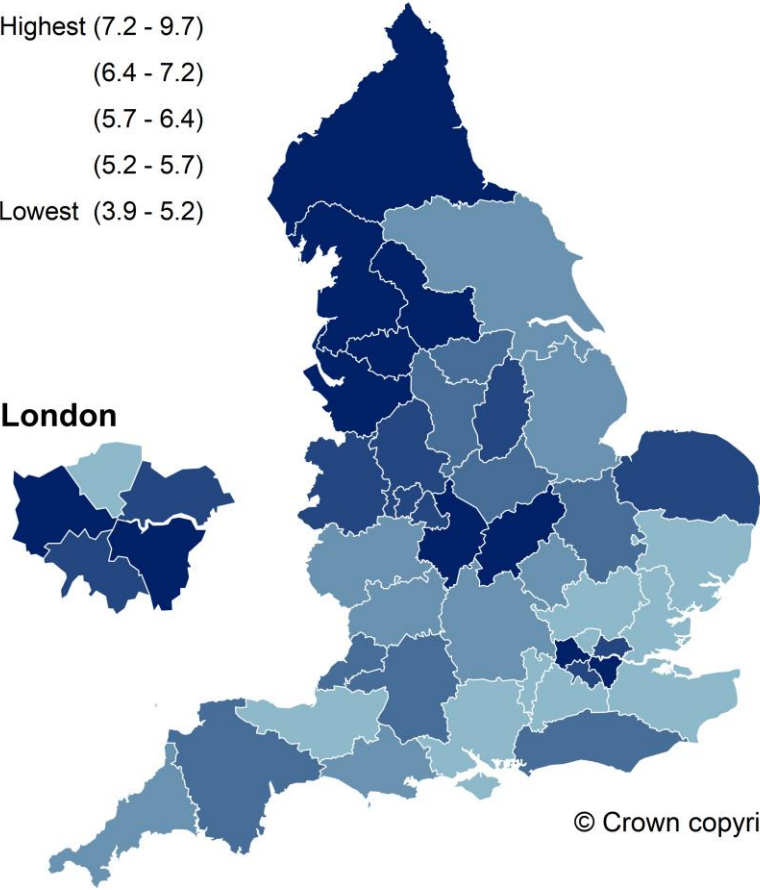 Highest (7.2 - 9.7)
(6.4 - 7.2)
(5.7 - 6.4)
(5.2 - 5.7)
Lowest (3.9 - 5.2)
London
© Crown copyri